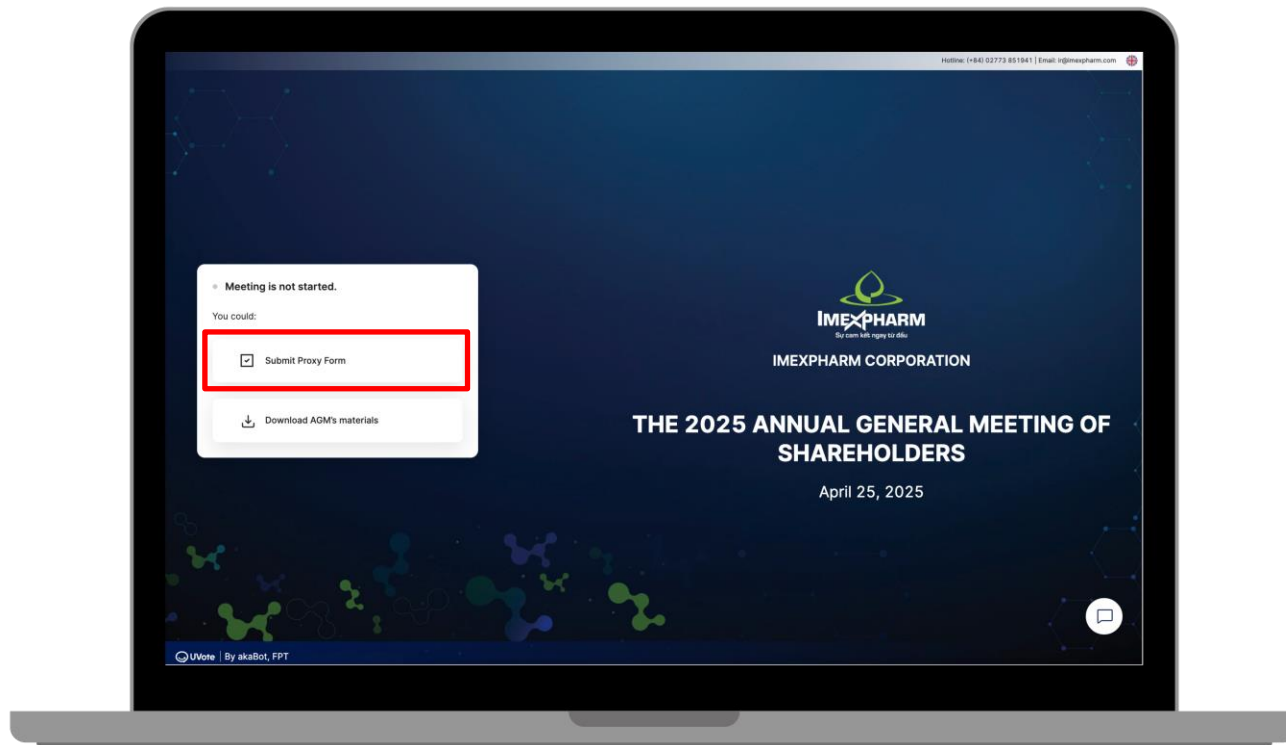 Hotline: (+84) 02773 851941 | Email: ir@imexpharm.com
Meeting is not started.
You could:
Submit Proxy Form
Download AGM's materials
IMEXPHARM
Sự cam kết ngay từ đầu
IMEXPHARM CORPORATION
THE 2025 ANNUAL GENERAL MEETING OF
SHAREHOLDERS
April 25, 2025
UVote | By akaBot, FPT